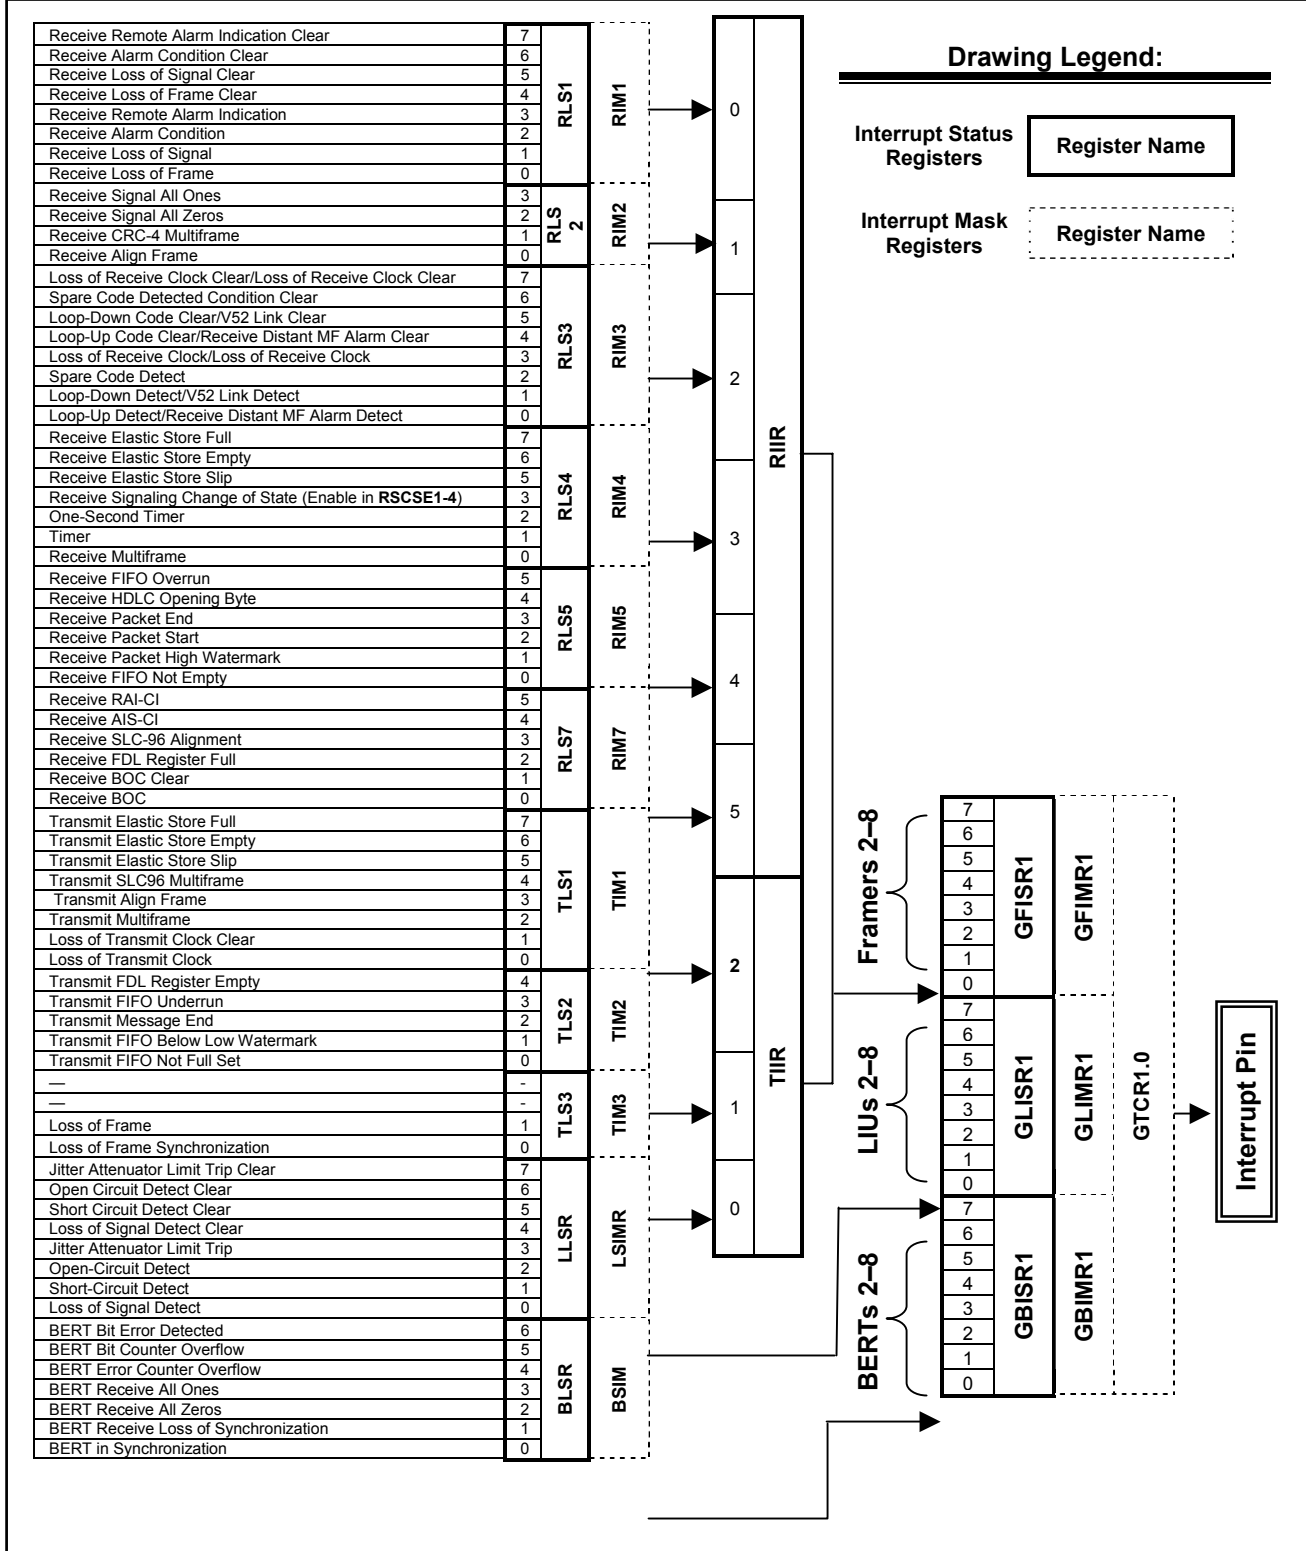 Receive Remote Alarm Indication Clear 7
Receive Alarm Condition Clear 6
Receive Loss of Signal Clear 5
Receive Loss of Frame Clear 4
Receive Remote Alarm Indication 3
Receive Alarm Condition 2
Receive Loss of Signal 1
Receive Loss of Frame 0
RLS1
RIM1
Receive Signal All Ones 3
Receive Signal All Zeros 2
Receive CRC-4 Multiframe 1
Receive Align Frame 0
RLS
2
RIM2
Loss of Receive Clock Clear/Loss of Receive Clock Clear 7
Spare Code Detected Condition Clear 6
Loop-Down Code Clear/V52 Link Clear 5
Loop-Up Code Clear/Receive Distant MF Alarm Clear 4
Loss of Receive Clock/Loss of Receive Clock 3
Spare Code Detect 2
Loop-Down Detect/V52 Link Detect 1
Loop-Up Detect/Receive Distant MF Alarm Detect 0
RLS3
RIM3
Receive Elastic Store Full 7
Receive Elastic Store Empty 6
Receive Elastic Store Slip 5
Receive Signaling Change of State (Enable in RSCSE1-4) 3
One-Second Timer 2
Timer 1
Receive Multiframe 0
RLS4
RIM4
Receive FIFO Overrun 5
Receive HDLC Opening Byte 4
Receive Packet End 3
Receive Packet Start 2
Receive Packet High Watermark 1
Receive FIFO Not Empty 0
RLS5
RIM5
Receive RAI-CI 5
Receive AIS-CI 4
Receive SLC-96 Alignment 3
Receive FDL Register Full 2
Receive BOC Clear 1
Receive BOC 0
RLS7
RIM7
Transmit Elastic Store Full 7
Transmit Elastic Store Empty 6
Transmit Elastic Store Slip 5
Transmit SLC96 Multiframe 4
Transmit Align Frame 3
Transmit Multiframe 2
Loss of Transmit Clock Clear 1
Loss of Transmit Clock 0
TLS1
TIM1
Transmit FDL Register Empty 4
Transmit FIFO Underrun 3
Transmit Message End 2
Transmit FIFO Below Low Watermark 1
Transmit FIFO Not Full Set 0
TLS2
TIM2
— -
— -
Loss of Frame 1
Loss of Frame Synchronization 0
TLS3
TIM3
Jitter Attenuator Limit Trip Clear 7
Open Circuit Detect Clear 6
Short Circuit Detect Clear 5
Loss of Signal Detect Clear 4
Jitter Attenuator Limit Trip 3
Open-Circuit Detect 2
Short-Circuit Detect 1
Loss of Signal Detect 0
LLSR
LSIMR
BERT Bit Error Detected 6
BERT Bit Counter Overflow 5
BERT Error Counter Overflow 4
BERT Receive All Ones 3
BERT Receive All Zeros 2
BERT Receive Loss of Synchronization 1
BERT in Synchronization 0
BLSR
BSIM
0
1
2
3
4
5
RIIR
2
1
0
TIIR
Drawing Legend:
Interrupt Status
Registers
Register Name
Interrupt Mask
Registers
Register Name
Framers 2–8
7
6
5
4
3
2
1
0
GFISR1
GFIMR1
LIUs 2–8
7
6
5
4
3
2
1
0
GLISR1
GLIMR1
BERTs 2–8
7
6
5
4
3
2
1
0
GBISR1
GBIMR1
GTCR1.0
Interrupt Pin